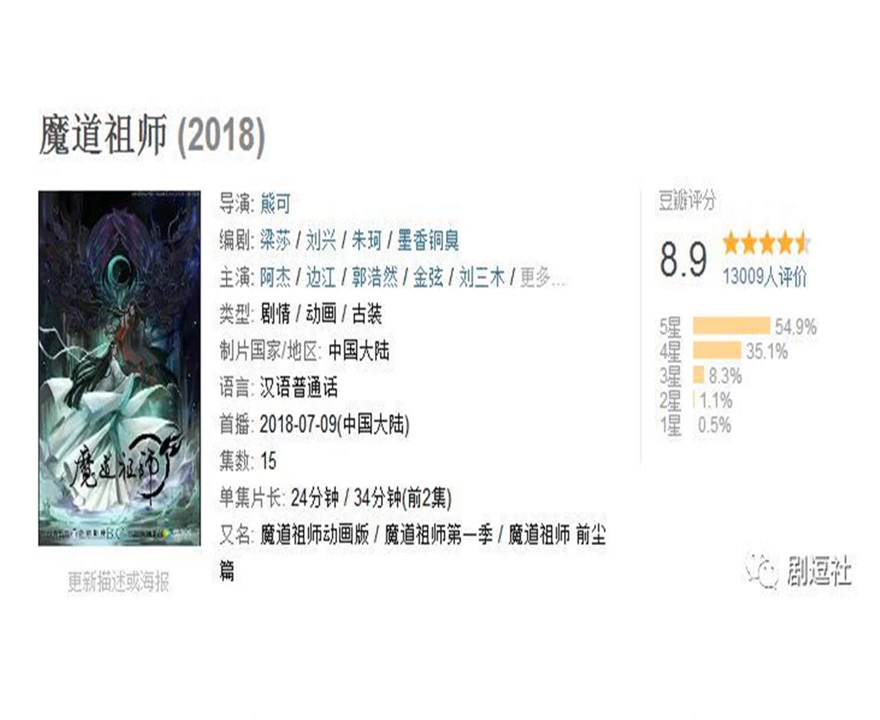 魔道祖师 (2018)
导演: 熊可
编剧: 梁莎 / 刘兴 / 朱珂 / 墨香铜臭
主演: 阿杰 / 边江 / 郭浩然 / 金弦 / 刘三木 / 更多...
类型: 剧情 / 动画 / 古装
制片国家/地区: 中国大陆
语言: 汉语普通话
首播: 2018-07-09(中国大陆)
集数: 15
单集片长: 24分钟 / 34分钟(前2集)
又名: 魔道祖师动画版 / 魔道祖师第一季 / 魔道祖师 前尘
篇
魔道祖师
更新描述或海报
豆瓣评分
8.9
13009人评价
5星 54.9%
4星 35.1%
3星 8.3%
2星 1.1%
1星 0.5%
剧逗社